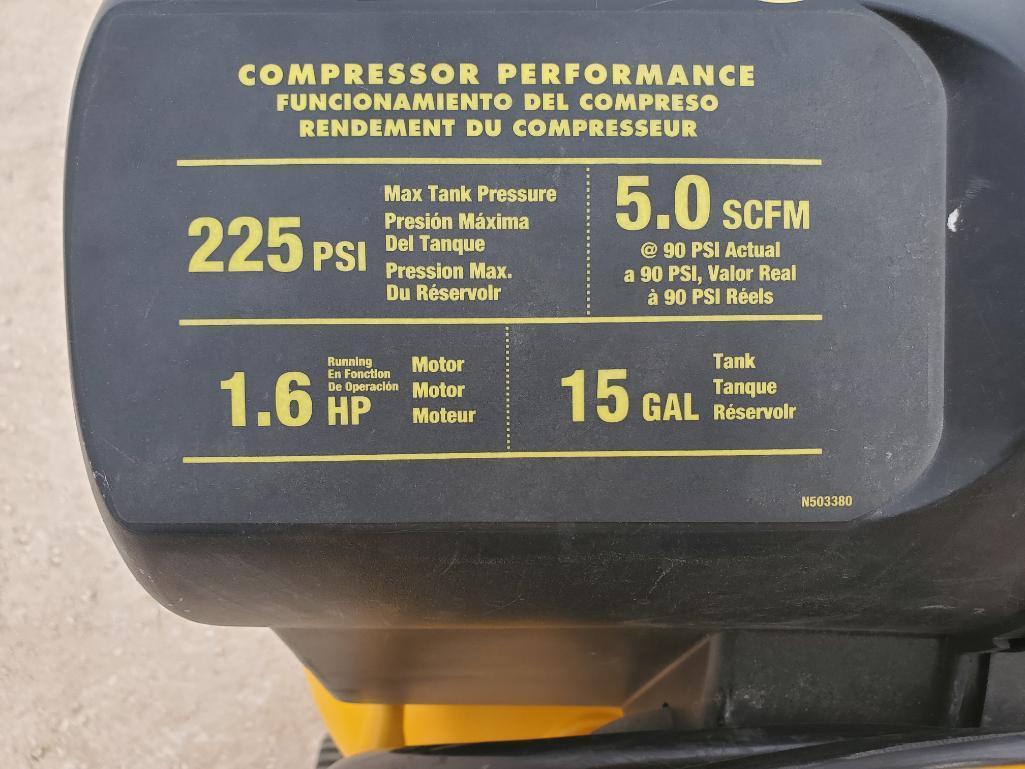 COMPRESSOR PERFORMANCE
FUNCIONAMIENTO DEL COMPRESO
RENDEMENT DU COMPRESSEUR
225 PSI
Max Tank Pressure
Presión Máxima
Del Tanque
Pression Max.
Du Réservoir
5.0 SCFM
@ 90 PSI Actual
a 90 PSI, Valor Real
à 90 PSI Réels
1.6 HP
Running
En Fonction
De Operación
Motor
Motor
Moteur
15 GAL
Tank
Tanque
Réservoir
N503380